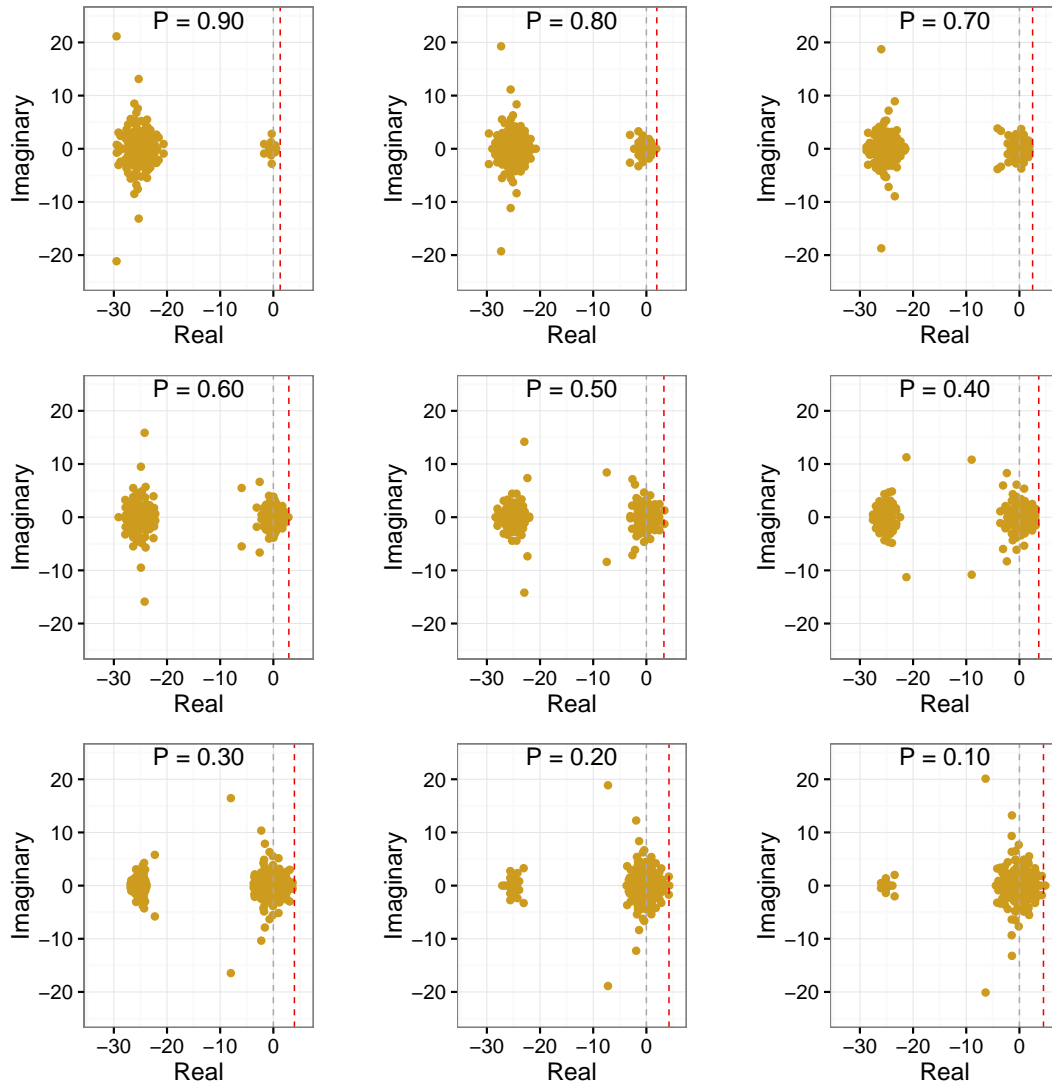 P = 0.90
20
10
0
−10
−20
Imaginary
−30 −20 −10 0
Real
P = 0.80
20
10
0
−10
−20
Imaginary
−30 −20 −10 0
Real
P = 0.70
20
10
0
−10
−20
Imaginary
−30 −20 −10 0
Real
P = 0.60
20
10
0
−10
−20
Imaginary
−30 −20 −10 0
Real
P = 0.50
20
10
0
−10
−20
Imaginary
−30 −20 −10 0
Real
P = 0.40
20
10
0
−10
−20
Imaginary
−30 −20 −10 0
Real
P = 0.30
20
10
0
−10
−20
Imaginary
−30 −20 −10 0
Real
P = 0.20
20
10
0
−10
−20
Imaginary
−30 −20 −10 0
Real
P = 0.10
20
10
0
−10
−20
Imaginary
−30 −20 −10 0
Real